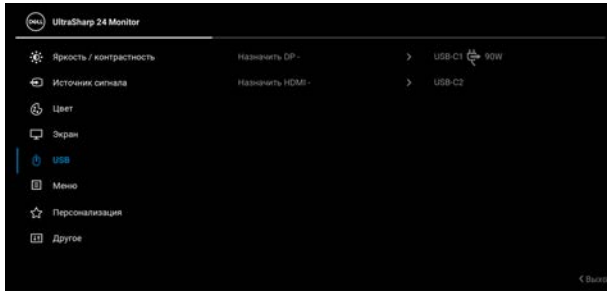 DELL UltraSharp 24 Monitor
Яркость / контрастность Назначить DP - > USB-C1 90W
Источник сигнала Назначить HDMI - > USB-C2
Цвет
Экран
USB
Меню
Персонализация
Другое